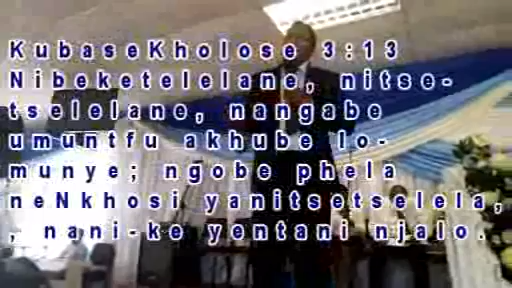 KubaseKholose 3:13
Nibeketelelane, nitse-
tselelane, nangabe
umuntfu akhube lo-
munye; ngobe phela
neNkhosi yanitsetselela,
, nani-ke yentani njalo.